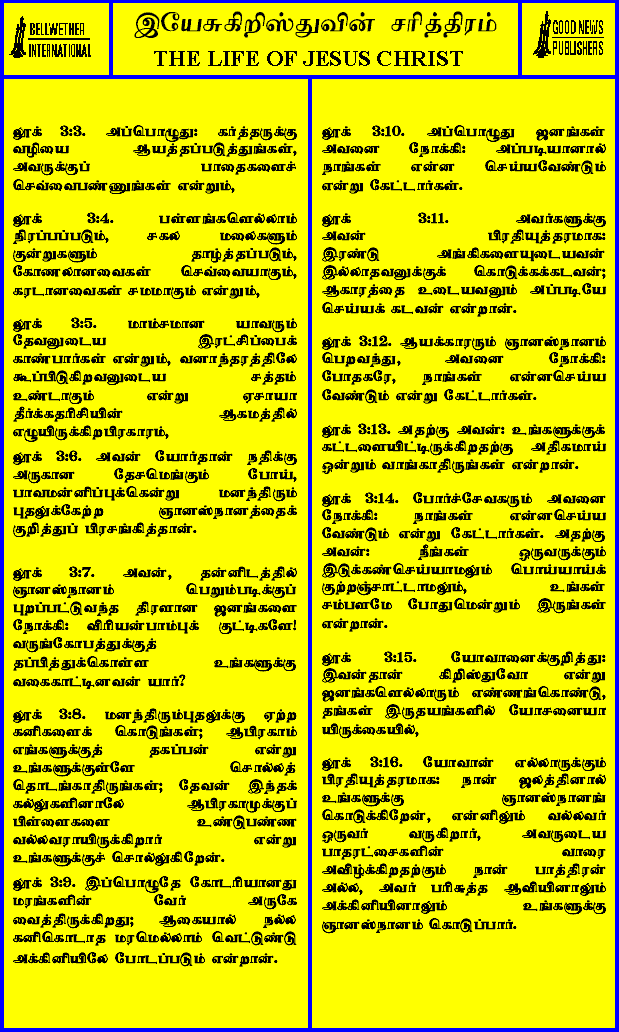 BELLWETHER
INTERNATIONAL
இயேசுகிறிஸ்துவின் சரித்திரம்
THE LIFE OF JESUS CHRIST
GOOD NEWS
PUBLISHERS
லூக் 3:3. அப்பொழுது: கர்த்தருக்கு
வழியை ஆயத்தப்படுத்துங்கள்,
அவருக்குப் பாதைகளைச்
செவ்வைபண்ணுங்கள் என்றும்,
லூக் 3:4. பள்ளங்களெல்லாம்
நிரப்பப்படும், சகல மலைகளும்
குன்றுகளும் தாழ்த்தப்படும்,
கோணலானவைகள் செவ்வையாகும்,
கரடானவைகள் சமமாகும் என்றும்,
லூக் 3:5. மாம்சமான யாவரும்
தேவனுடைய இரட்சிப்பைக்
காண்பார்கள் என்றும், வனாந்தரத்திலே
கூப்பிடுகிறவனுடைய சத்தம்
உண்டாகும் என்று ஏசாயா
தீர்க்கதரிசியின் ஆகமத்தில்
எழுயிருக்கிறபிரகாரம்,
லூக் 3:6. அவன் யோர்தான் நதிக்கு
அருகான தேசமெங்கும் போய்,
பாவமன்னிப்புக்கென்று மனந்திரும்
புதலுக்கேற்ற ஞானஸ்நானத்தைக்
குறித்துப் பிரசங்கித்தான்.
லூக் 3:7. அவன், தன்னிடத்தில்
ஞானஸ்நானம் பெறும்படிக்குப்
புறப்பட்டுவந்த திரளான ஜனங்களை
நோக்கி: விரியன்பாம்புக் குட்டிகளே!
வருங்கோபத்துக்குத்
தப்பித்துக்கொள்ள உங்களுக்கு
வகைகாட்டினவன் யார்?
லூக் 3:8. மனந்திரும்புதலுக்கு ஏற்ற
கனிகளைக் கொடுங்கள்; ஆபிரகாம்
எங்களுக்குத் தகப்பன் என்று
உங்களுக்குள்ளே சொல்லத்
தொடங்காதிருங்கள்; தேவன் இந்தக்
கல்லுகளினாலே ஆபிரகாமுக்குப்
பிள்ளைகளை உண்டுபண்ண
வல்லவராயிருக்கிறார் என்று
உங்களுக்குச் சொல்லுகிறேன்.
லூக் 3:9. இப்பொழுதே கோடரியானது
மரங்களின் வேர் அருகே
வைத்திருக்கிறது; ஆகையால் நல்ல
கனிகொடாத மரமெல்லாம் வெட்டுண்டு
அக்கினியிலே போடப்படும் என்றான்.
லூக் 3:10. அப்பொழுது ஜனங்கள்
அவனை நோக்கி: அப்படியானால்
நாங்கள் என்ன செய்யவேண்டும்
என்று கேட்டார்கள்.
லூக் 3:11. அவர்களுக்கு
அவன் பிரதியுத்தரமாக:
இரண்டு அங்கிகளையுடையவன்
இல்லாதவனுக்குக் கொடுக்கக்கடவன்;
ஆகாரத்தை உடையவனும் அப்படியே
செய்யக் கடவன் என்றான்.
லூக் 3:12. ஆயக்காரரும் ஞானஸ்நானம்
பெறவந்து, அவனை நோக்கி:
போதகரே, நாங்கள் என்னசெய்ய
வேண்டும் என்று கேட்டார்கள்.
லூக் 3:13. அதற்கு அவன்: உங்களுக்குக்
கட்டளையிட்டிருக்கிறதற்கு அதிகமாய்
ஒன்றும் வாங்காதிருங்கள் என்றான்.
லூக் 3:14. போர்ச்சேவகரும் அவனை
நோக்கி: நாங்கள் என்னசெய்ய
வேண்டும் என்று கேட்டார்கள். அதற்கு
அவன்: நீங்கள் ஒருவருக்கும்
இடுக்கண்செய்யாமலும் பொய்யாய்க்
குற்றஞ்சாட்டாமலும், உங்கள்
சம்பளமே போதுமென்றும் இருங்கள்
என்றான்.
லூக் 3:15. யோவானைக்குறித்து:
இவன்தான் கிறிஸ்துவோ என்று
ஜனங்களெல்லாரும் எண்ணங்கொண்டு,
தங்கள் இருதயங்களில் யோசனையா
யிருக்கையில்,
லூக் 3:16. யோவான் எல்லாருக்கும்
பிரதியுத்தரமாக: நான் ஜலத்தினால்
உங்களுக்கு ஞானஸ்நானங்
கொடுக்கிறேன், என்னிலும் வல்லவர்
ஒருவர் வருகிறார், அவருடைய
பாதரட்சைகளின் வாரை
அவிழ்க்கிறதற்கும் நான் பாத்திரன்
அல்ல, அவர் பரிசுத்த ஆவியினாலும்
அக்கினியினாலும் உங்களுக்கு
ஞானஸ்நானம் கொடுப்பார்.